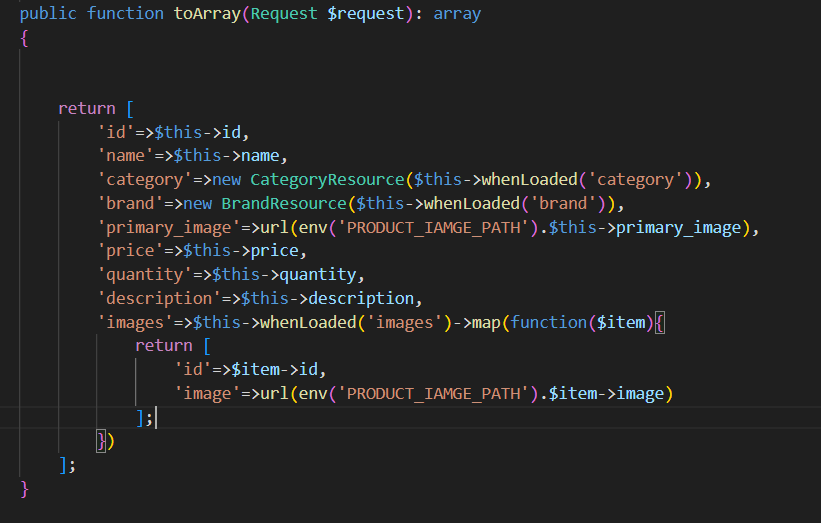 public function toArray(Request $request): array
{
return [
'id'=>$this->id,
'name'=>$this->name,
'category'=>new CategoryResource($this->whenLoaded('category')),
'brand'=>new BrandResource($this->whenLoaded('brand')),
'primary_image'=>url(env('PRODUCT_IAMGE_PATH').$this->primary_image),
'price'=>$this->price,
'quantity'=>$this->quantity,
'description'=>$this->description,
'images'=>$this->whenLoaded('images')->map(function($item){
return [
'id'=>$item->id,
'image'=>url(env('PRODUCT_IAMGE_PATH').$item->image)
];
})
];
}